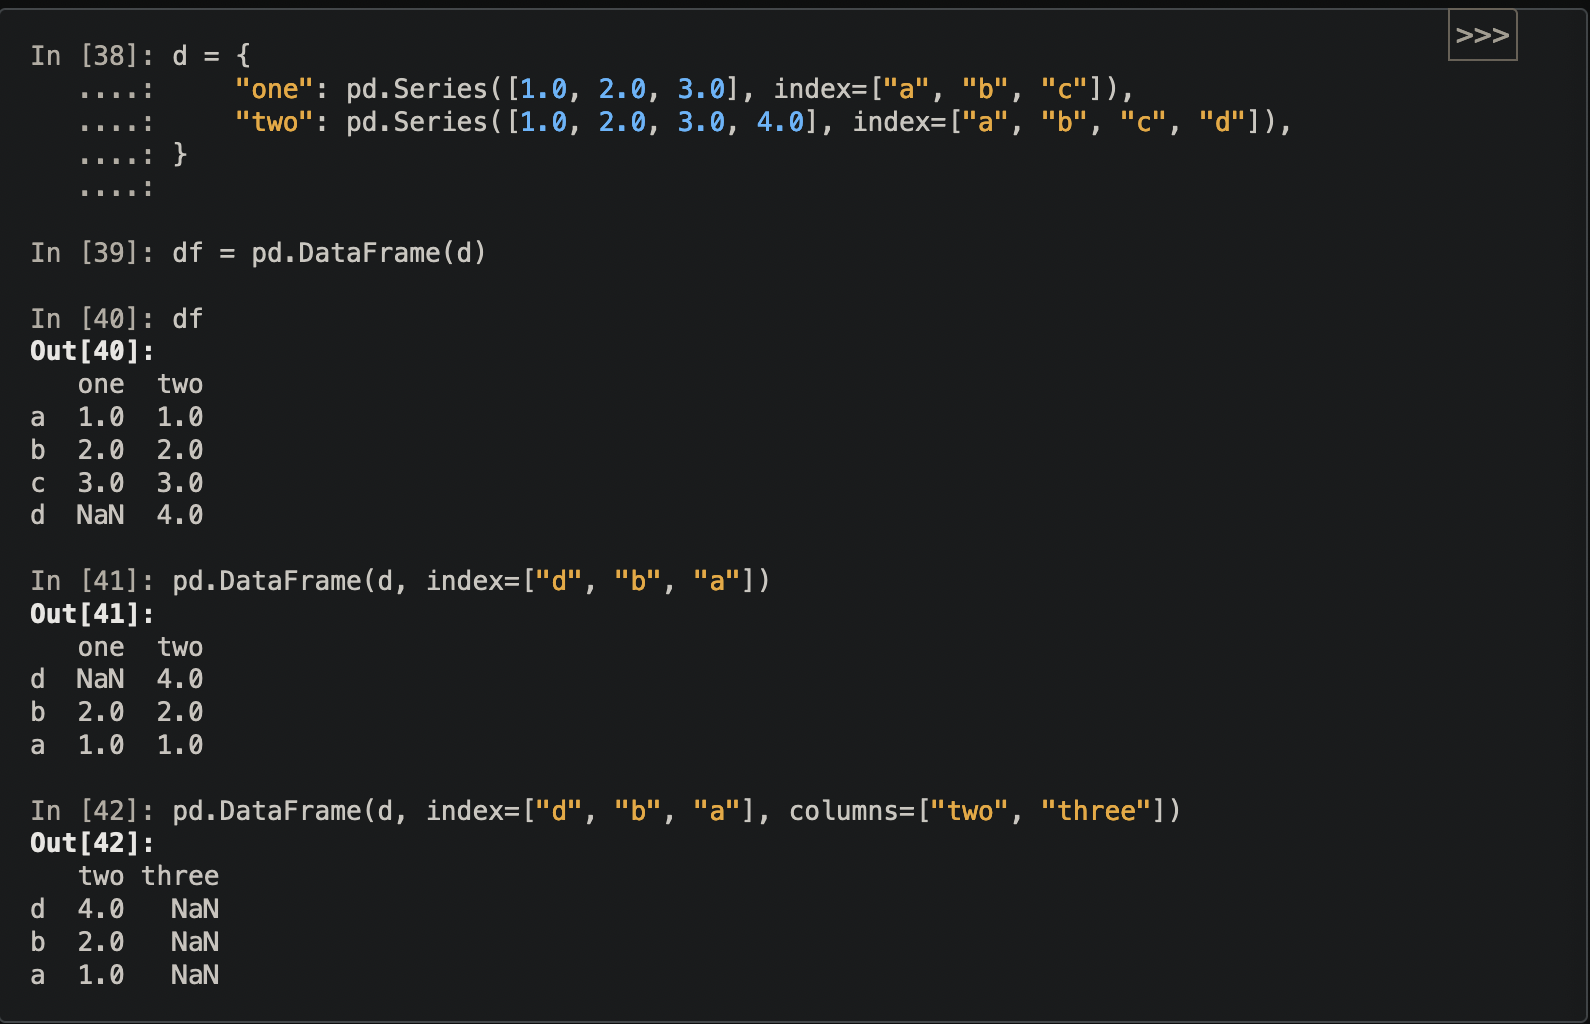 >>>
In [38]: d = {
   ....:     "one": pd.Series([1.0, 2.0, 3.0], index=["a", "b", "c"]),
   ....:     "two": pd.Series([1.0, 2.0, 3.0, 4.0], index=["a", "b", "c", "d"]),
   ....: }
   ....:
In [39]: df = pd.DataFrame(d)
In [40]: df
Out[40]:
   one  two
a  1.0  1.0
b  2.0  2.0
c  3.0  3.0
d  NaN  4.0
In [41]: pd.DataFrame(d, index=["d", "b", "a"])
Out[41]:
   one  two
d  NaN  4.0
b  2.0  2.0
a  1.0  1.0
In [42]: pd.DataFrame(d, index=["d", "b", "a"], columns=["two", "three"])
Out[42]:
   two three
d  4.0   NaN
b  2.0   NaN
a  1.0   NaN